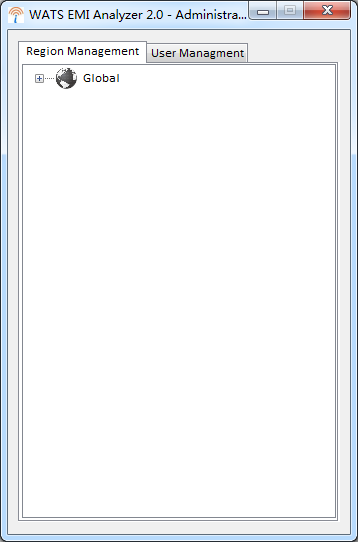 WATS EMI Analyzer 2.0 - Administra...
Region Management
User Managment
Global